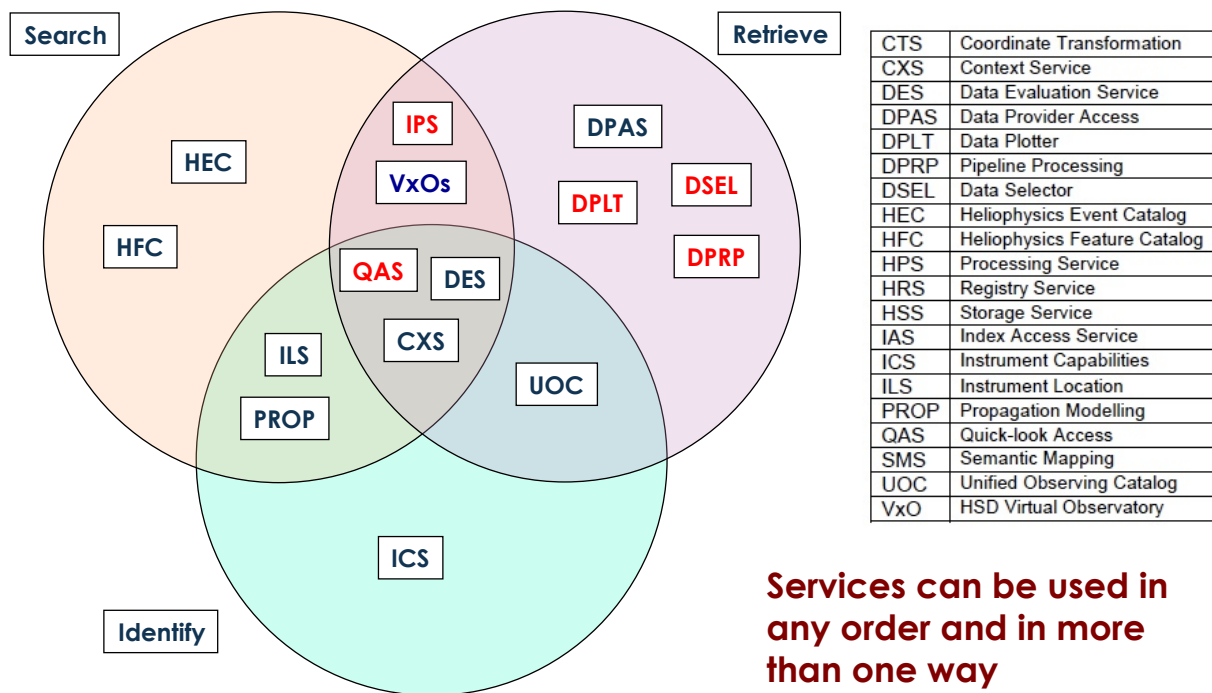 Search
Retrieve
IPS
DPAS
HEC
VxOs
DSEL
DPLT
HFC
DPRP
QAS
DES
CXS
ILS
UOC
PROP
ICS
Identify
CTS Coordinate Transformation
CXS Context Service
DES Data Evaluation Service
DPAS Data Provider Access
DPLT Data Plotter
DPRP Pipeline Processing
DSEL Data Selector
HEC Heliophysics Event Catalog
HFC Heliophysics Feature Catalog
HPS Processing Service
HRS Registry Service
HSS Storage Service
IAS Index Access Service
ICS Instrument Capabilities
ILS Instrument Location
PROP Propagation Modelling
QAS Quick-look Access
SMS Semantic Mapping
UOC Unified Observing Catalog
VxO HSD Virtual Observatory
Services can be used in
any order and in more
than one way